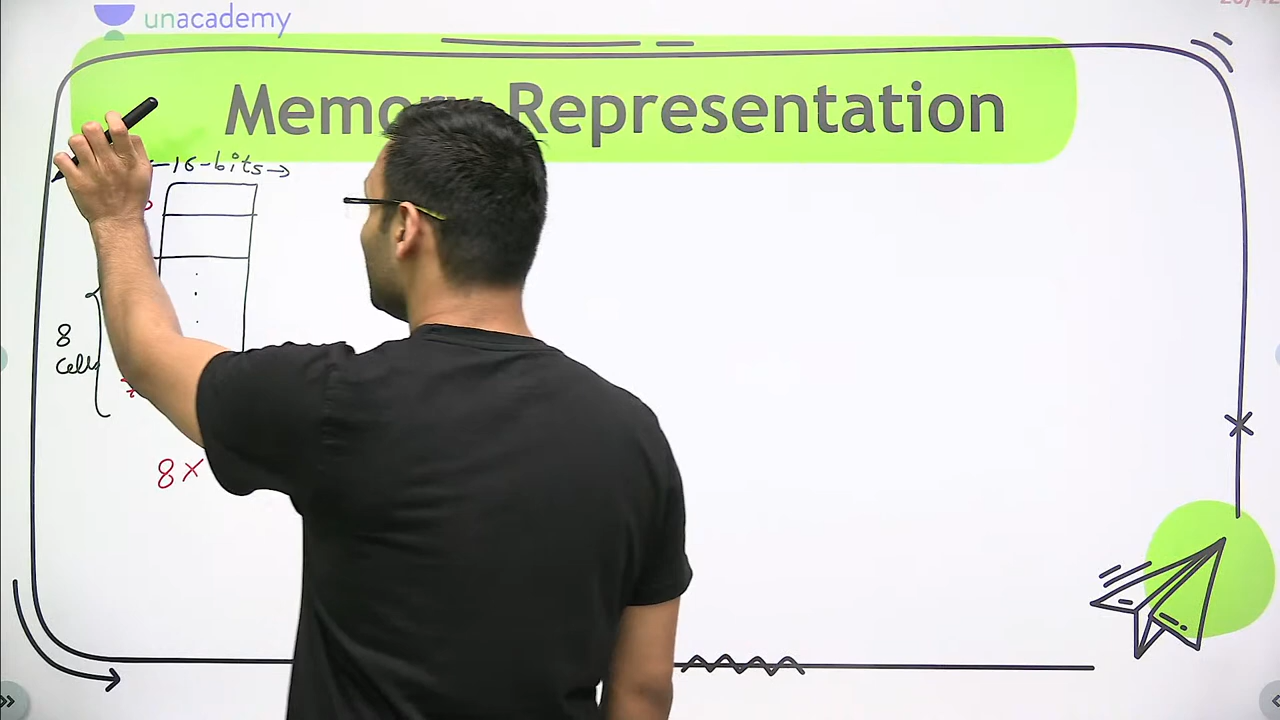 unacademy
Memory Representation
16-bits
8
Cells
8×